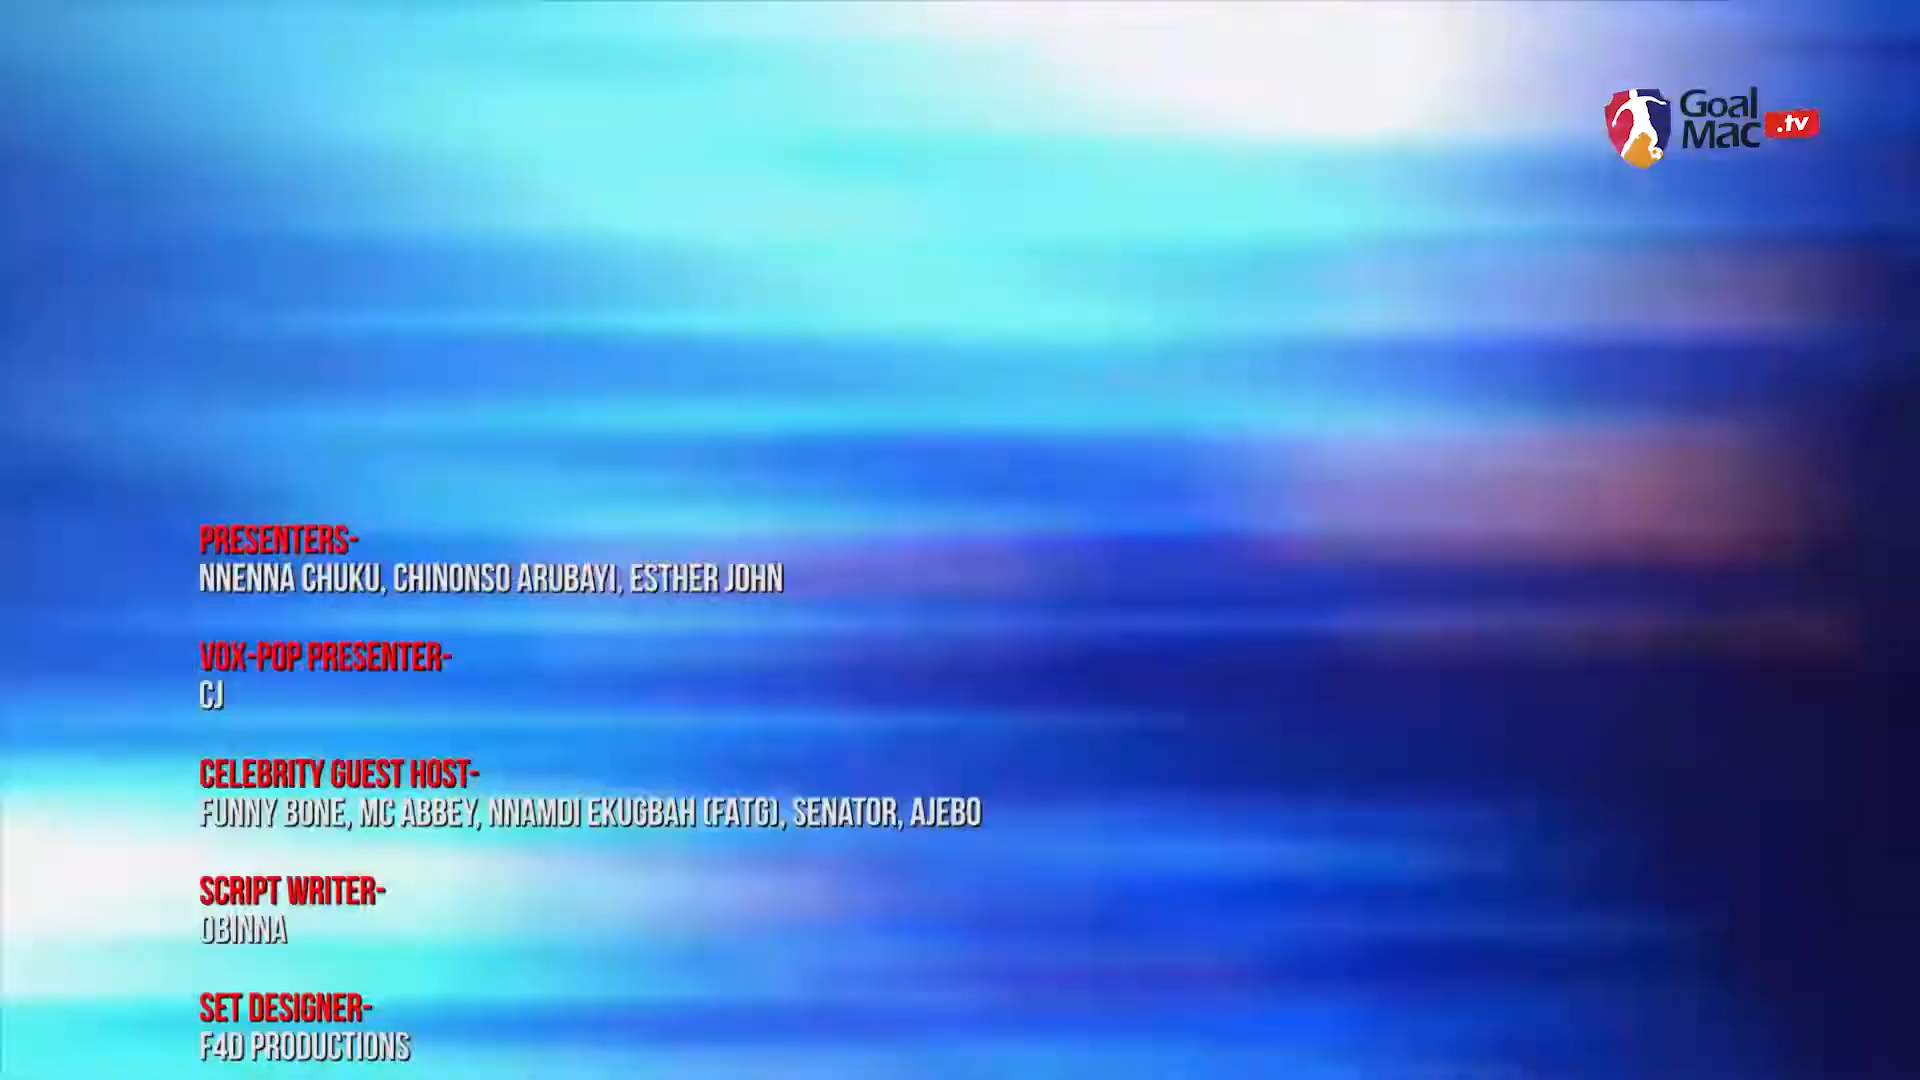 Goal
Mac .tv
PRESENTERS-
NNENNA CHUKU, CHINONSO ARUBAYI, ESTHER JOHN
VOX-POP PRESENTER-
CJ
CELEBRITY GUEST HOST-
FUNNY BONE, MC ABBEY, NNAMDI EKUGBAH (FATG), SENATOR, AJEBO
SCRIPT WRITER-
OBINNA
SET DESIGNER-
F4D PRODUCTIONS